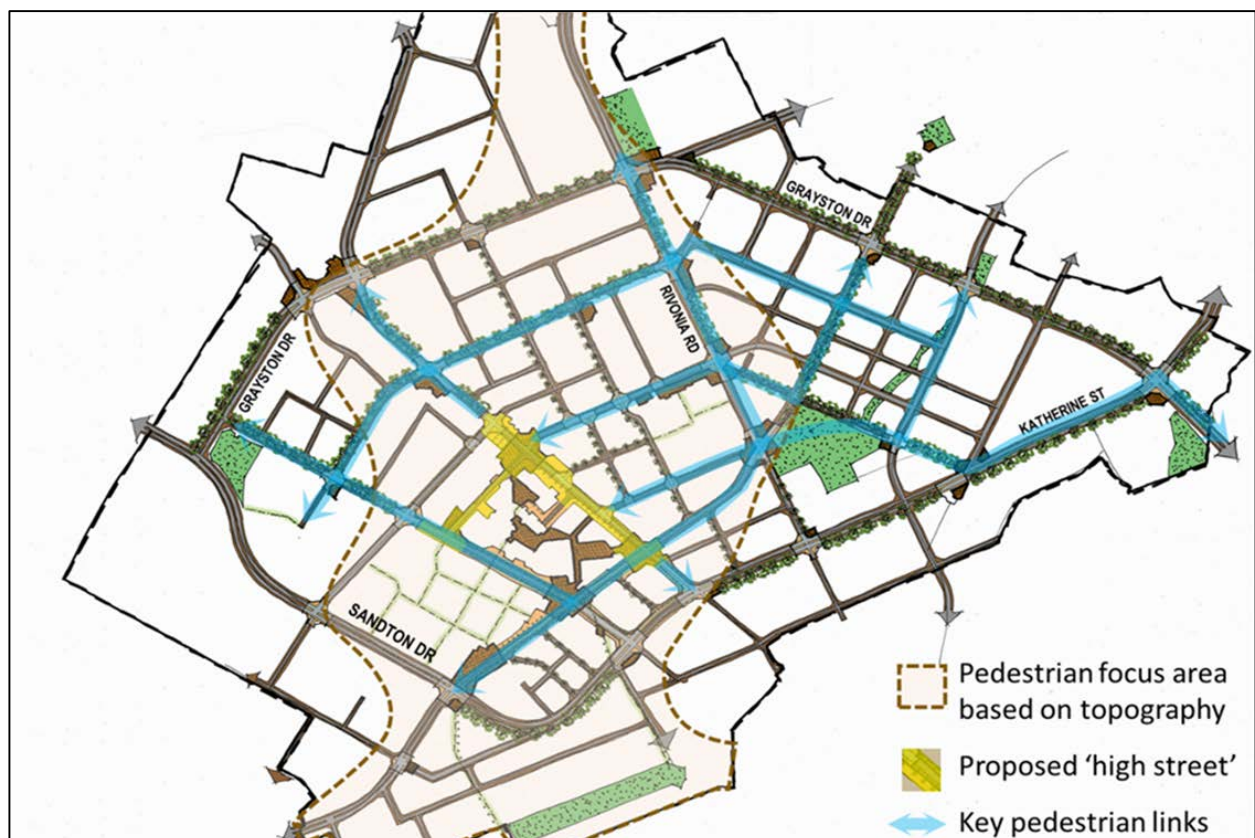 GRAYSTON DR
RIVONIA RD
GRAYSTON DR
KATHERINE ST
SANDTON DR
Pedestrian focus area
based on topography
Proposed ‘high street’
Key pedestrian links